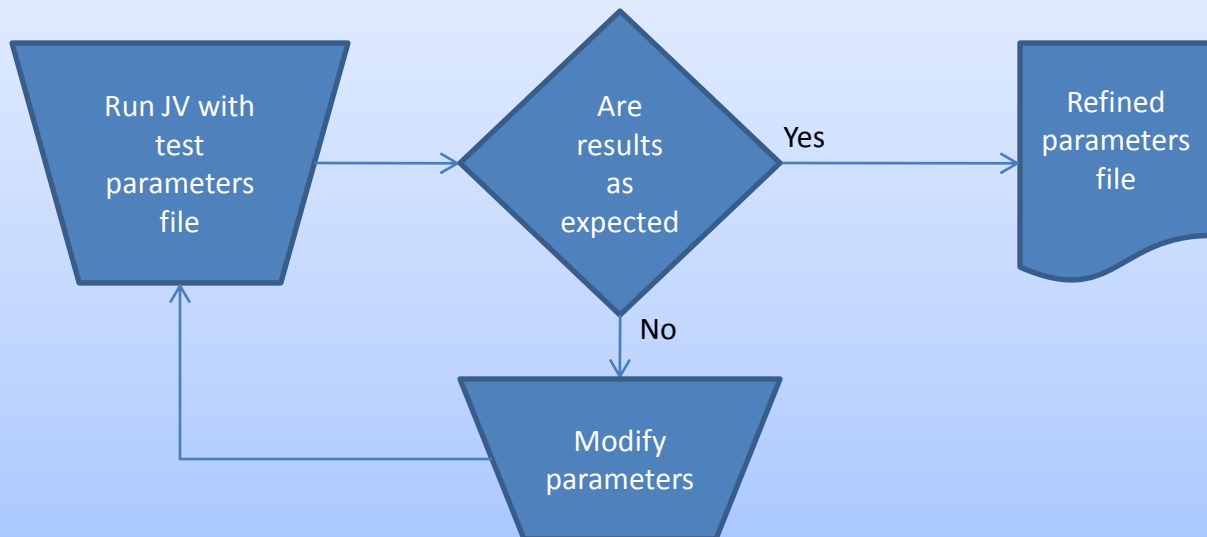 Run JV with
test
parameters
file
Are
results
as
expected
Yes
Refined
parameters
file
No
Modify
parameters